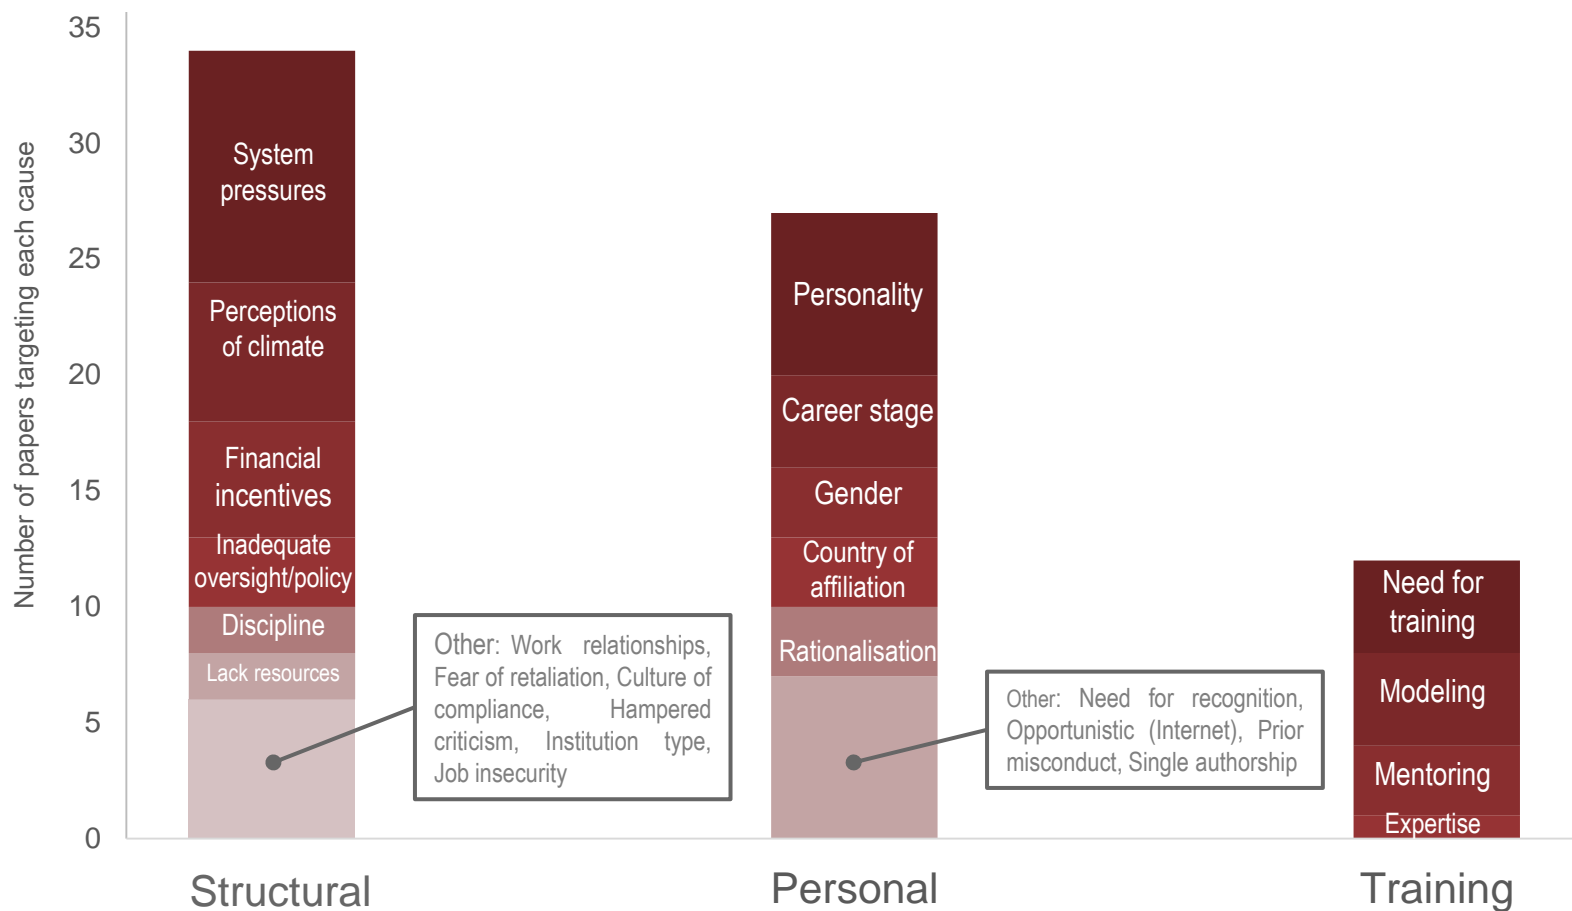 Number of papers targeting each cause
35
30
25
20
15
10
5
0
System
pressures
Perceptions
of climate
Financial
incentives
Inadequate
oversight/policy
Discipline
Lack resources
Other: Work relationships,
Fear of retaliation, Culture of
compliance, Hampered
criticism, Institution type,
Job insecurity
Personality
Career stage
Gender
Country of
affiliation
Rationalisation
Other: Need for recognition,
Opportunistic (Internet), Prior
misconduct, Single authorship
Need for
training
Modeling
Mentoring
Expertise
Structural
Personal
Training